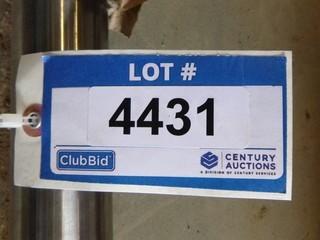 LOT #
4431
ClubBid
CENTURY
AUCTIONS
A DIVISION OF CENTURY SERVICES